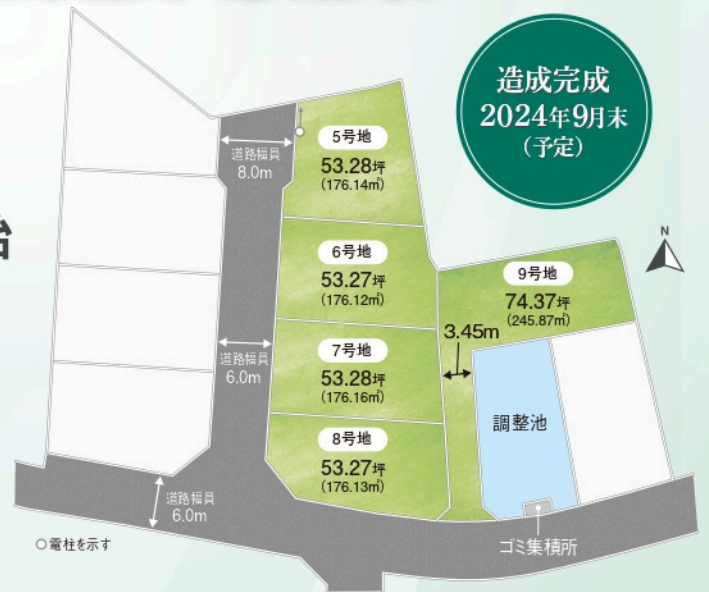 造成完成
2024年9月末
（予定）
道路幅員
8.0m
5号地
53.28坪
（176.14㎡）
N
6号地
53.27坪
（176.12㎡）
9号地
74.37坪
（245.87㎡）
3.45m
道路幅員
6.0m
7号地
53.28坪
（176.16㎡）
調整池
8号地
53.27坪
（176.13㎡）
道路幅員
6.0m
○電柱を示す
ゴミ集積所